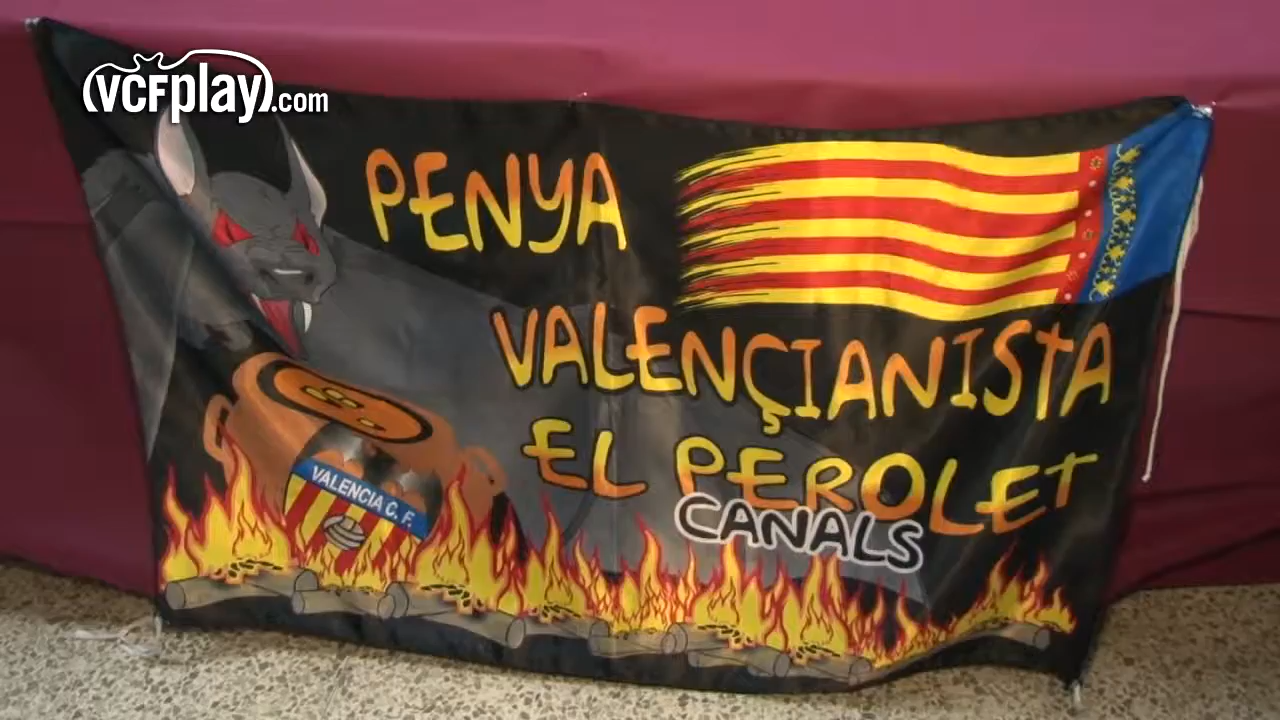 (VCFplay).com
PENYA
VALENÇIANISTA
EL PEROLET
CANALS
VALENCIA C. F.